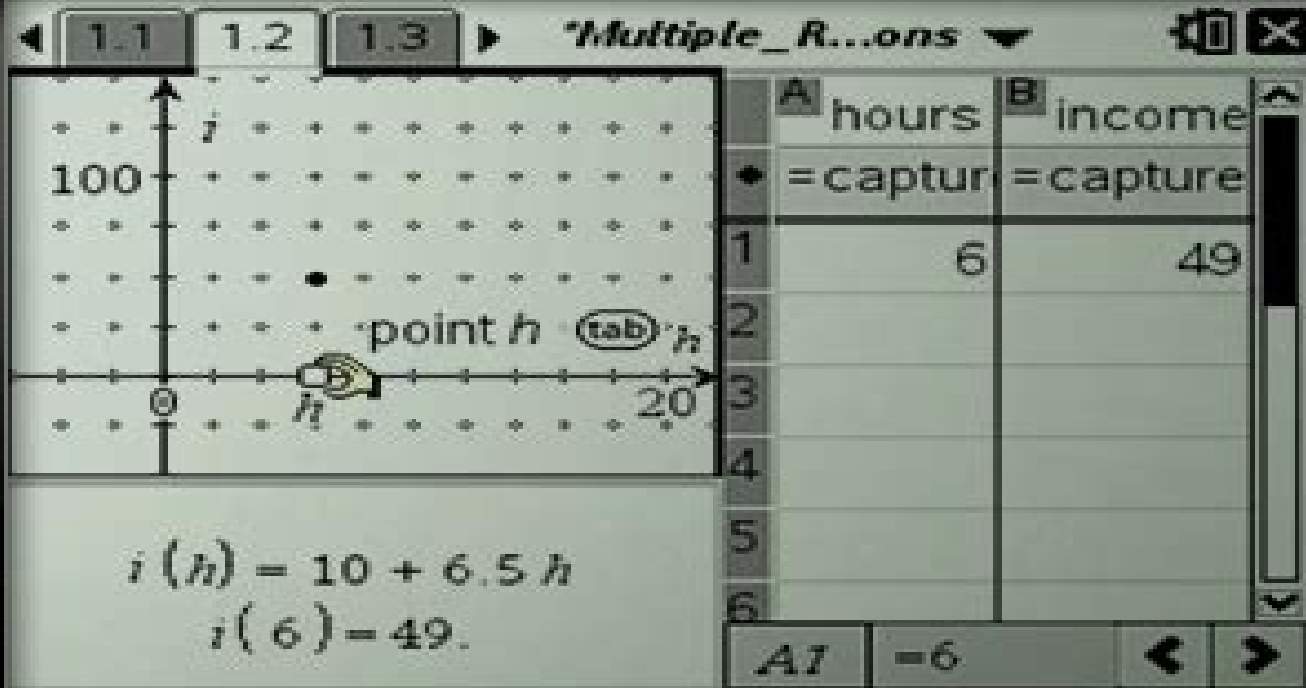 1.1 1.2 1.3 *Multiple_R...ons
i
100
point h tab h
0 h 20
i (h) = 10 + 6.5 h
i( 6 )=49.
A hours B income
=captur =capture
1 6 49
2
3
4
5
6
A1 =6